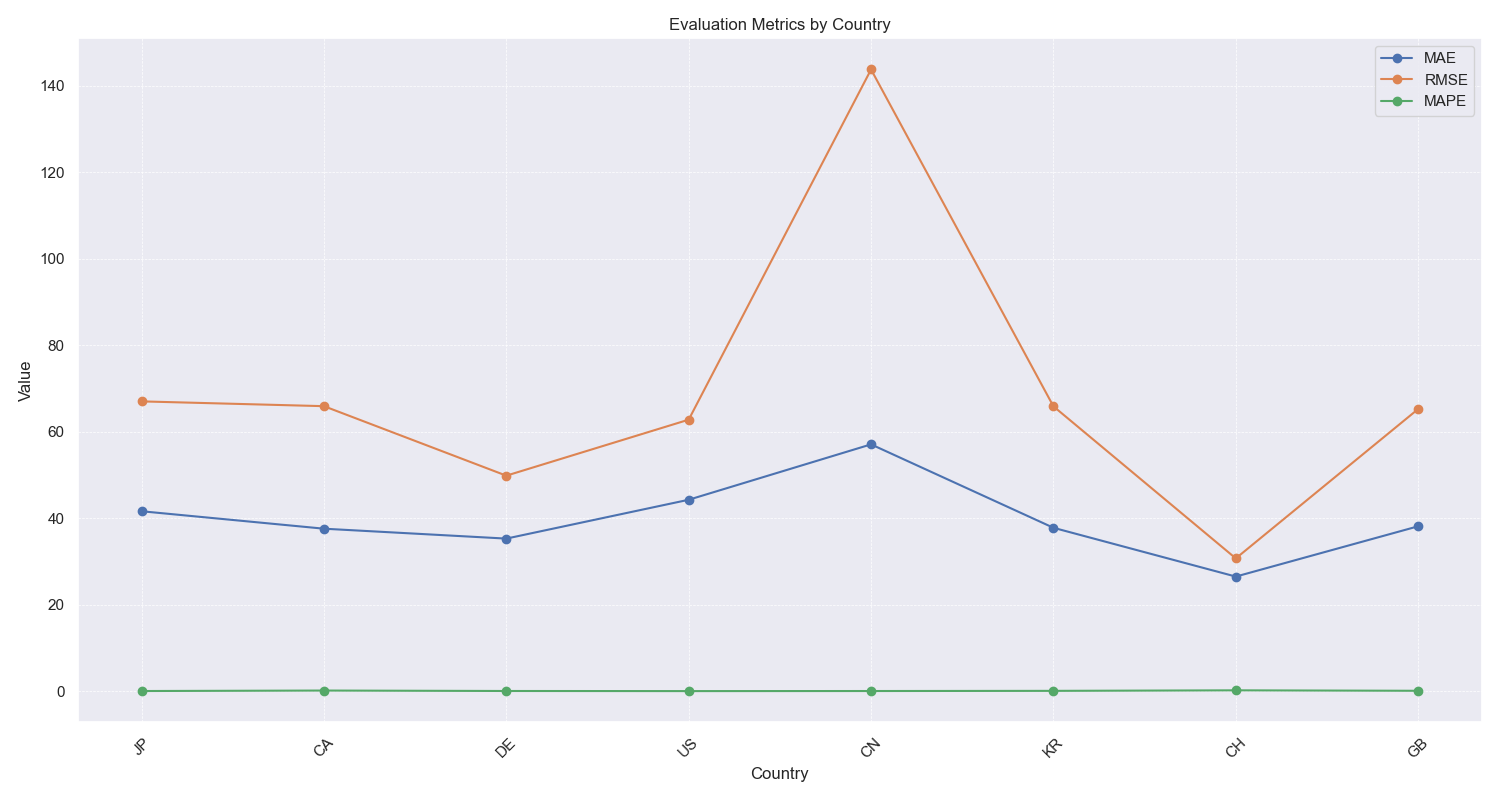 Evaluation Metrics by Country
MAE
RMSE
MAPE
140
120
100
80
60
40
20
0
Value
JP
CA
DE
US
CN
KR
CH
GB
Country